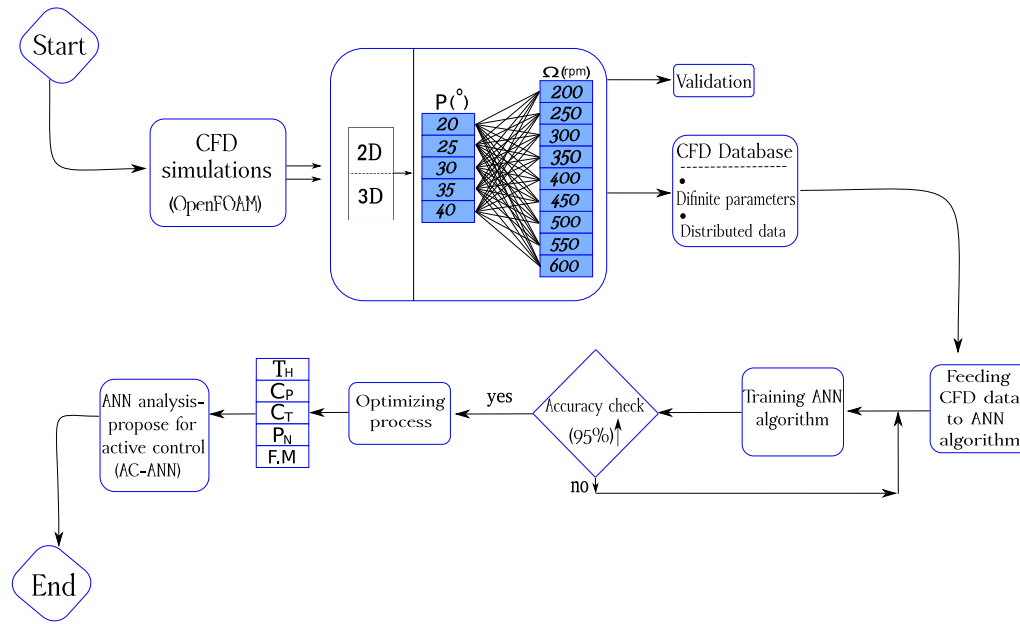 Start
CFD
simulations
(OpenFOAM)
2D
3D
P(°)
20
25
30
35
40
Ω(rpm)
200
250
300
350
400
450
500
550
600
Validation
CFD Database
• Difinite parameters
• Distributed data
Feeding
CFD data
to ANN
algorithm
Training ANN
algorithm
Accuracy check
(95%)↑
yes
no
Optimizing
process
TH
CP
CT
PN
F.M
ANN analysis-
propose for
active control
(AC-ANN)
End